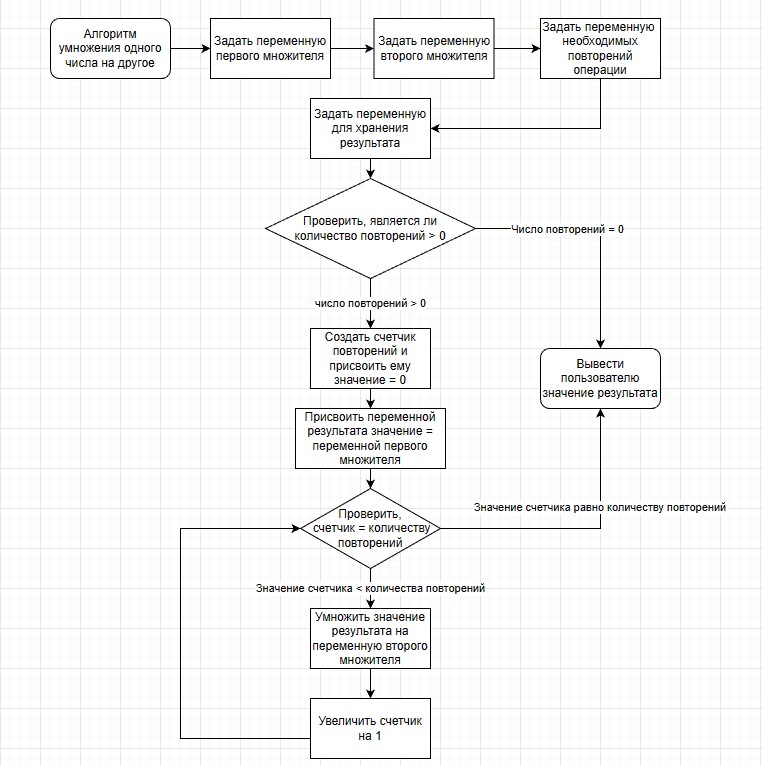 Алгоритм
умножения одного
числа на другое
Задать переменную
первого множителя
Задать переменную
второго множителя
Задать переменную
необходимых
повторений
операции
Задать переменную
для хранения
результата
Проверить, является ли
количество повторений > 0
Число повторений = 0
число повторений > 0
Создать счетчик
повторений и
присвоить ему
значение = 0
Вывести
пользователю
значение результата
Присвоить переменной
результата значение =
переменной первого
множителя
Проверить,
счетчик = количеству
повторений
Значение счетчика равно количеству повторений
Значение счетчика < количества повторений
Умножить значение
результата на
переменную второго
множителя
Увеличить счетчик
на 1